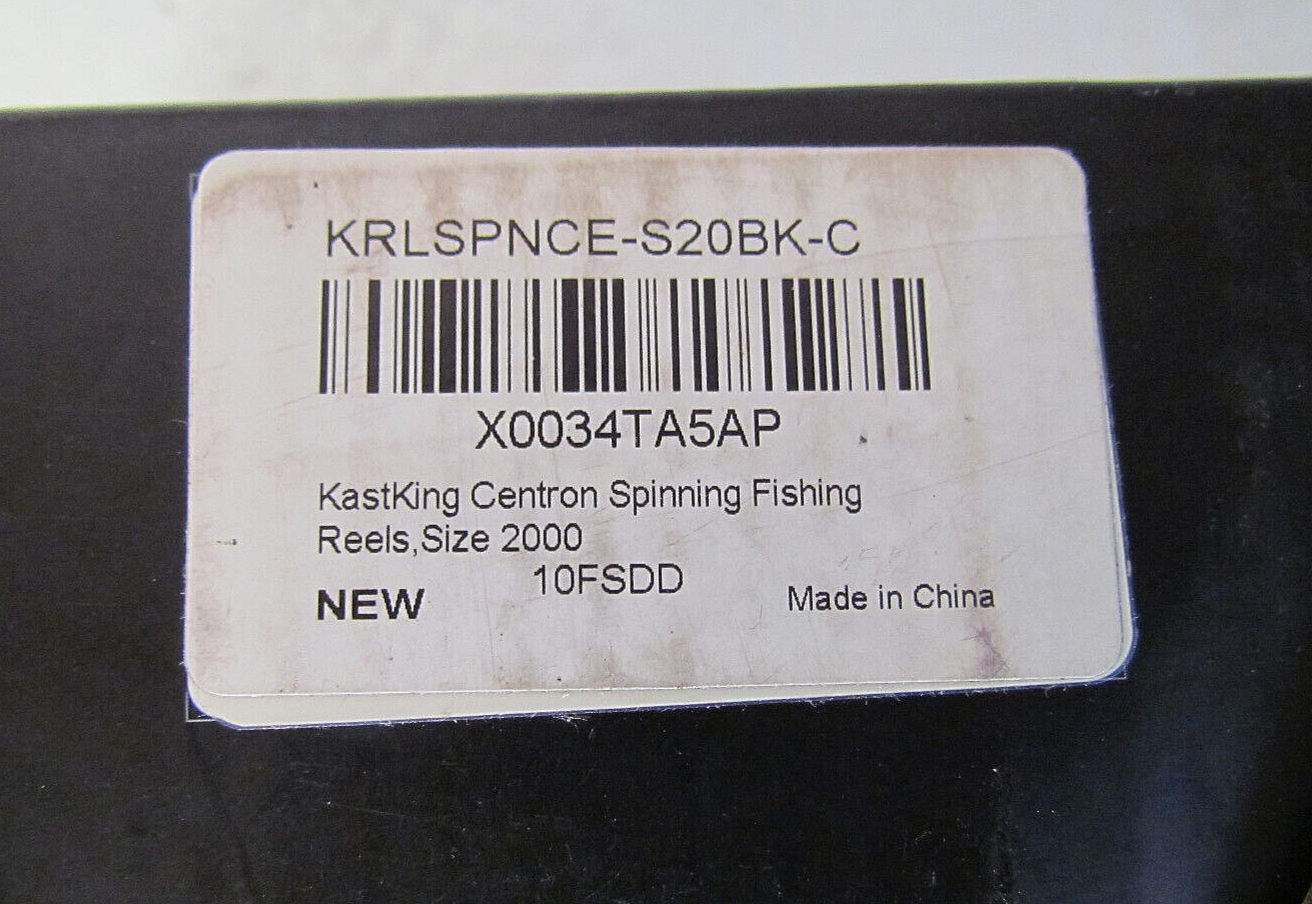 KRLSPNCE-S20BK-C
X0034TA5AP
KastKing Centron Spinning Fishing
Reels,Size 2000
10FSDD
NEW
Made in China